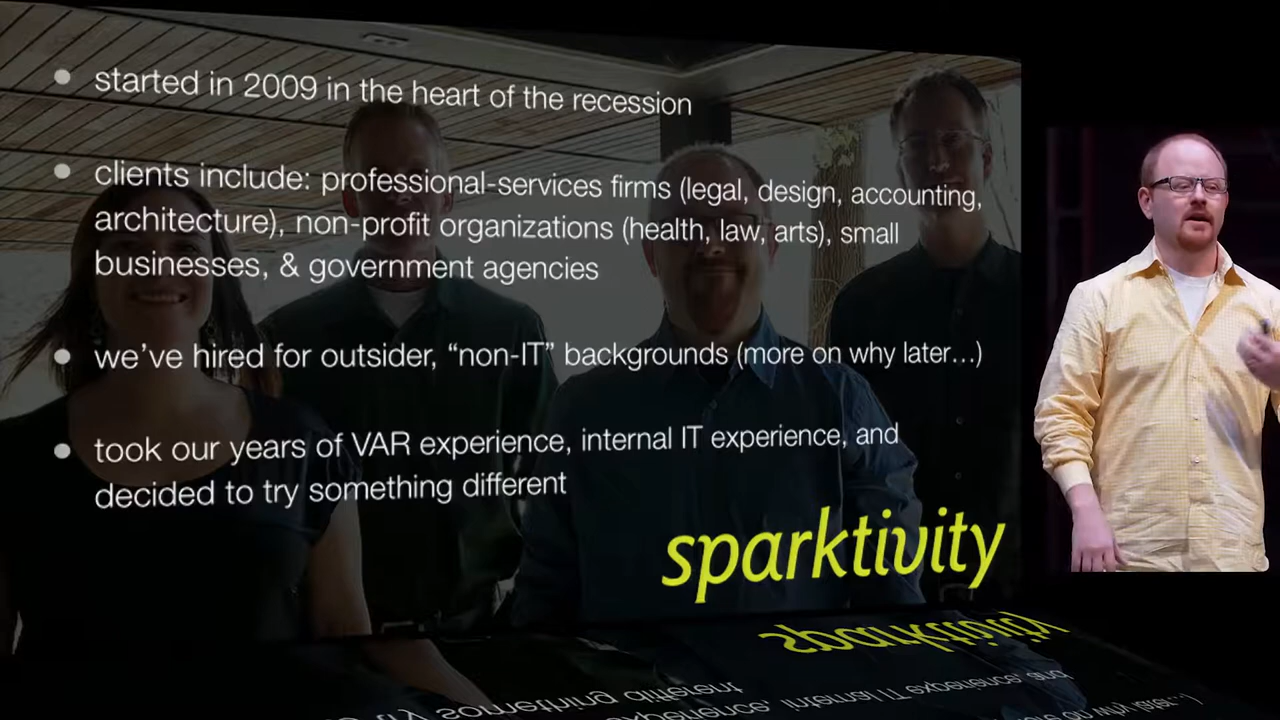 started in 2009 in the heart of the recession
clients include: professional-services firms (legal, design, accounting,
architecture), non-profit organizations (health, law, arts), small
businesses, & government agencies
we’ve hired for outsider, “non-IT” backgrounds (more on why later…)
took our years of VAR experience, internal IT experience, and
decided to try something different
sparktivity